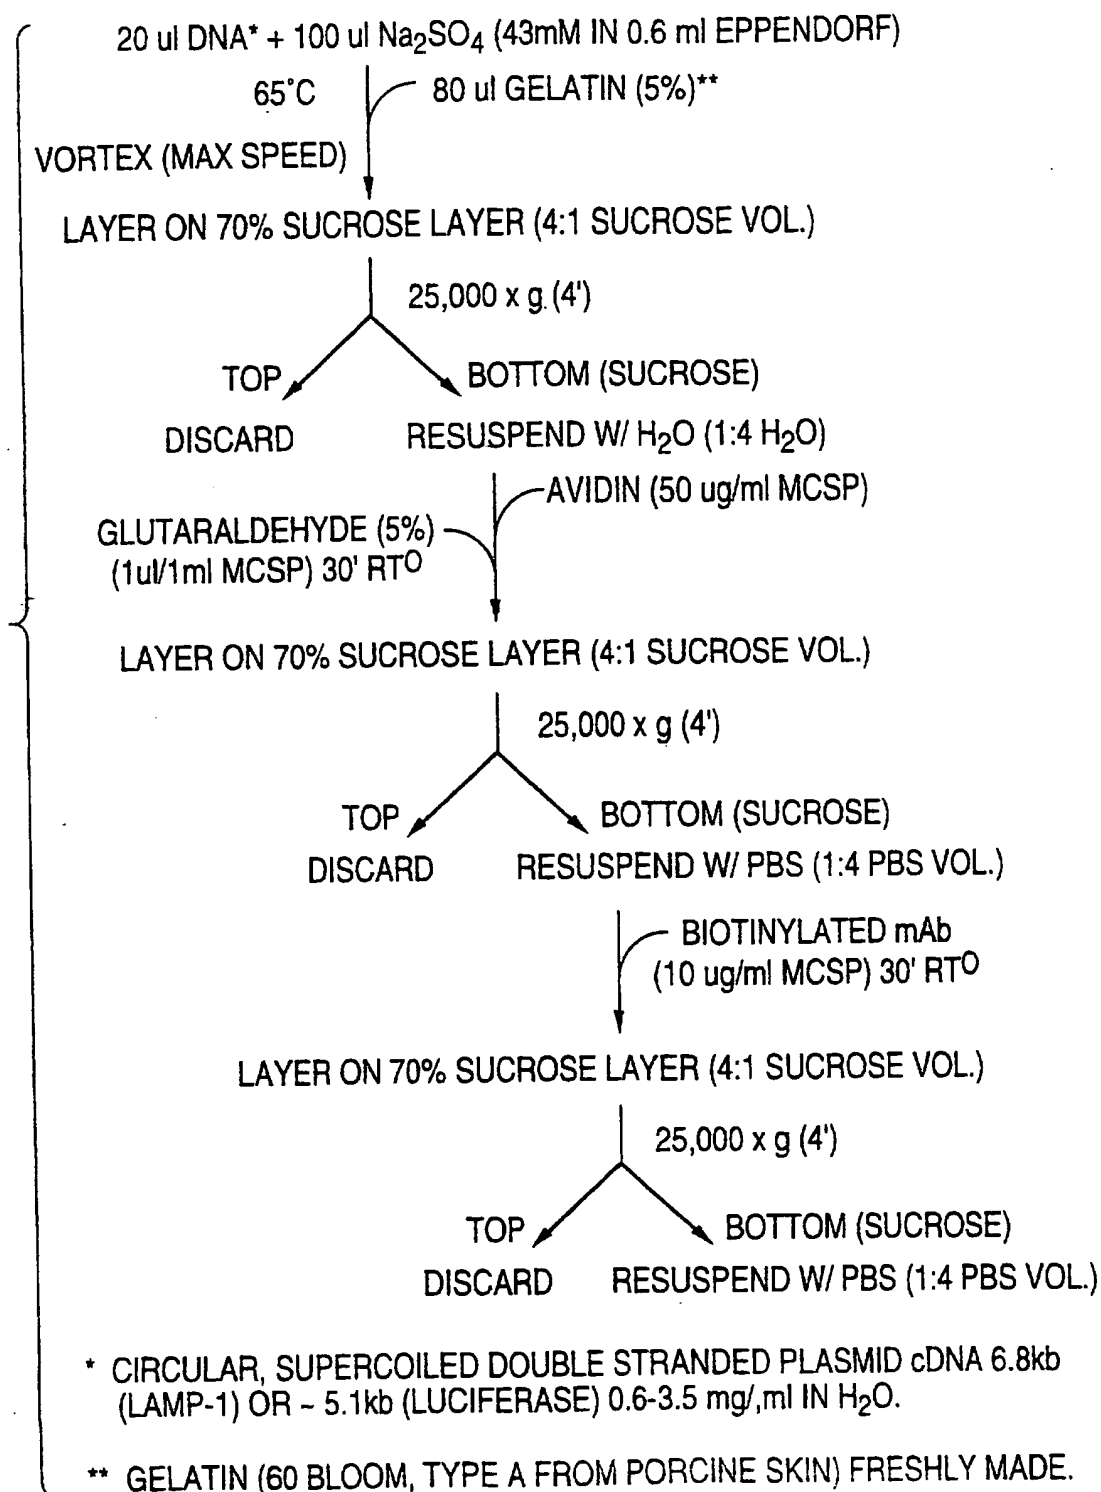 20 ul DNA* + 100 ul Na₂SO₄ (43mM IN 0.6 ml EPPENDORF)
65°C
80 ul GELATIN (5%)**
VORTEX (MAX SPEED)
LAYER ON 70% SUCROSE LAYER (4:1 SUCROSE VOL.)
25,000 x g (4')
TOP
BOTTOM (SUCROSE)
DISCARD
RESUSPEND W/ H₂O (1:4 H₂O)
AVIDIN (50 ug/ml MCSP)
GLUTARALDEHYDE (5%)
(1ul/1ml MCSP) 30' RTᴼ
LAYER ON 70% SUCROSE LAYER (4:1 SUCROSE VOL.)
25,000 x g (4')
TOP
BOTTOM (SUCROSE)
DISCARD
RESUSPEND W/ PBS (1:4 PBS VOL.)
BIOTINYLATED mAb
(10 ug/ml MCSP) 30' RTᴼ
LAYER ON 70% SUCROSE LAYER (4:1 SUCROSE VOL.)
25,000 x g (4')
TOP
BOTTOM (SUCROSE)
DISCARD
RESUSPEND W/ PBS (1:4 PBS VOL.)
* CIRCULAR, SUPERCOILED DOUBLE STRANDED PLASMID cDNA 6.8kb
(LAMP-1) OR ~ 5.1kb (LUCIFERASE) 0.6-3.5 mg/,ml IN H₂O.
** GELATIN (60 BLOOM, TYPE A FROM PORCINE SKIN) FRESHLY MADE.